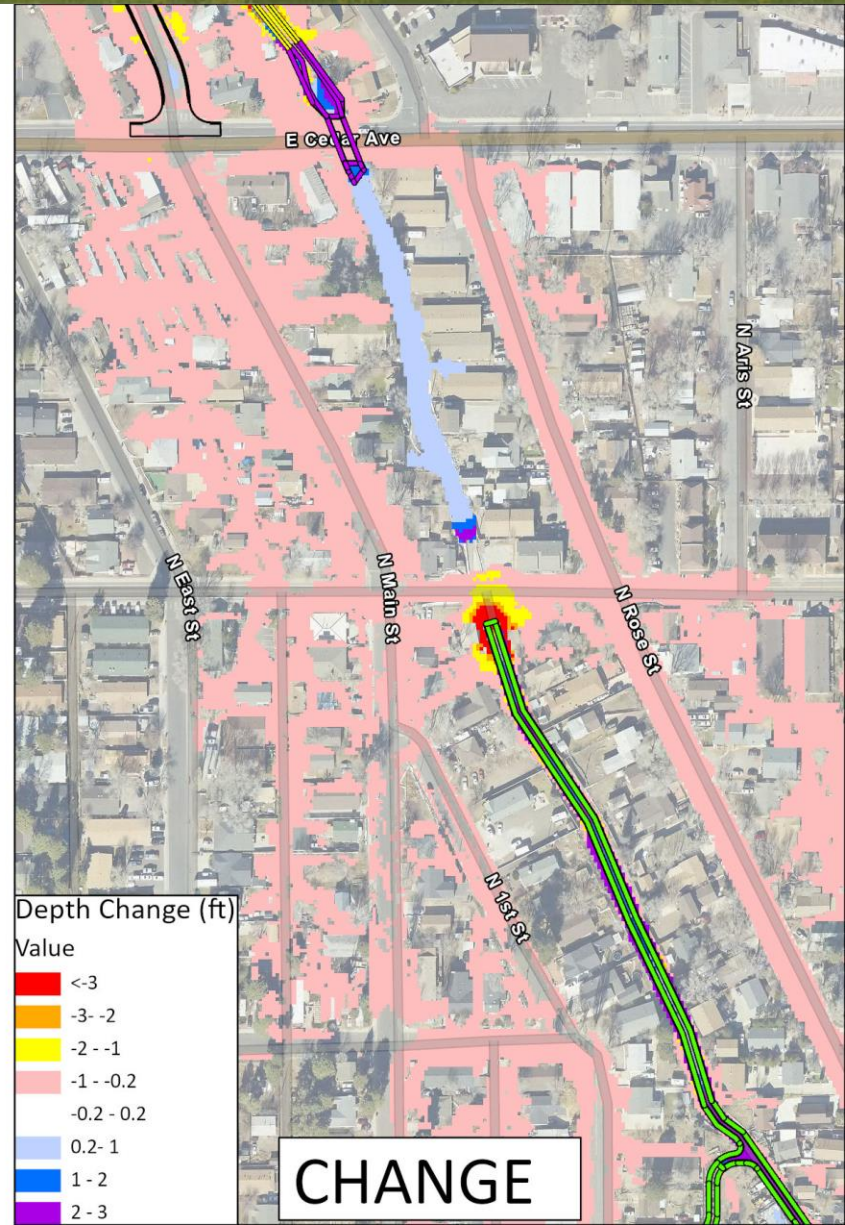 E Cedar Ave
N Aris St
N East St
N Main St
N Rose St
N 1st St
Depth Change (ft)
Value
<-3
-3- -2
-2 - -1
-1 - -0.2
-0.2 - 0.2
0.2- 1
1 - 2
2 - 3
CHANGE